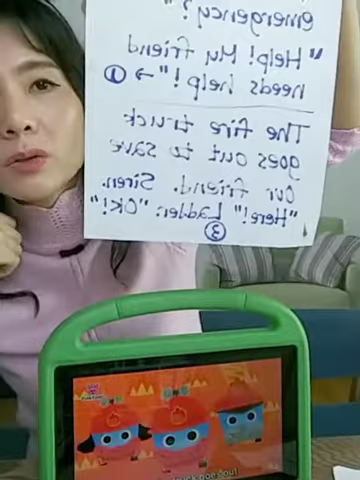 emergency?"
"Help! My friend
needs help!" → ①
The fire truck
goes out to save
our friend. Siren.
"Here!" Ladder: "Ok!"
③